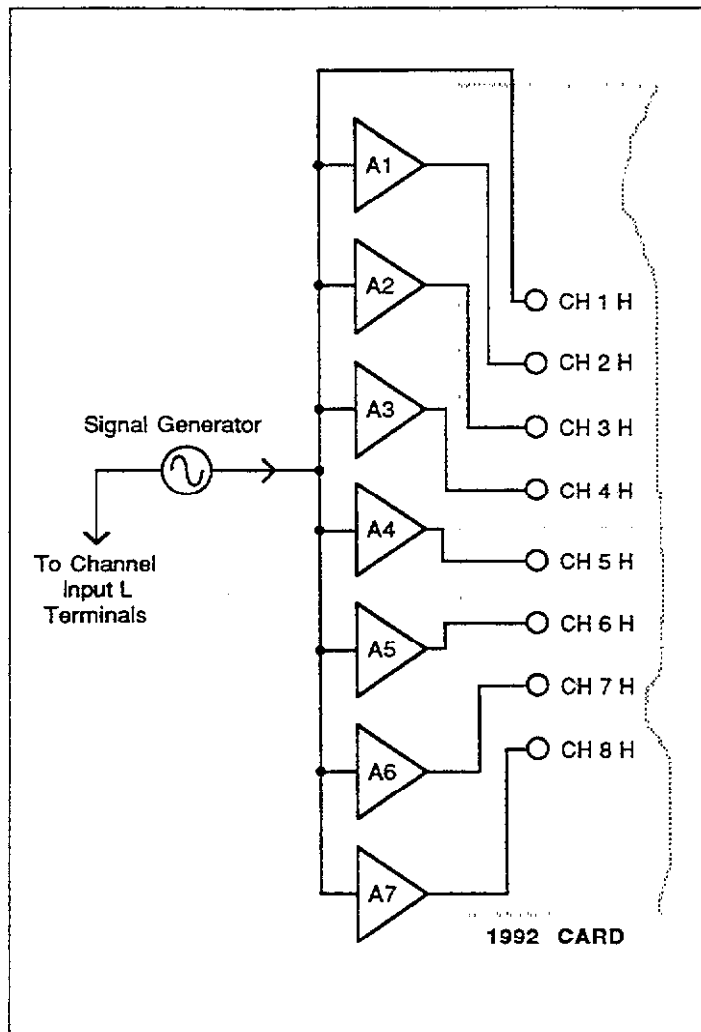 A1
A2
CH 1 H
CH 2 H
A3
Signal Generator
CH 3 H
CH 4 H
A4
To Channel
Input L
Terminals
CH 5 H
A5
CH 6 H
CH 7 H
A6
CH 8 H
A7
1992 CARD